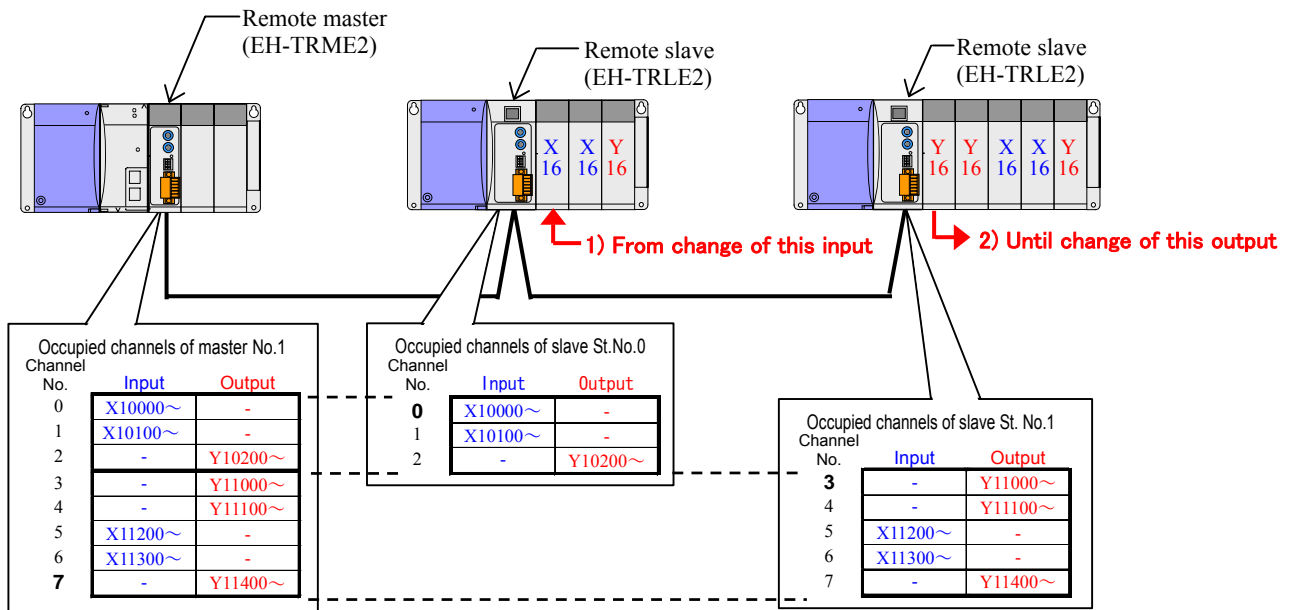 Remote master
(EH-TRME2)
Remote slave
(EH-TRLE2)
Remote slave
(EH-TRLE2)
X X Y
16 16 16
Y Y X X Y
16 16 16 16 16
1) From change of this input
2) Until change of this output
Occupied channels of master No.1
Channel
No. Input Output
0 X10000～ -
1 X10100～ -
2 - Y10200～
3 - Y11000～
4 - Y11100～
5 X11200～ -
6 X11300～ -
7 - Y11400～
Occupied channels of slave St.No.0
Channel
No. Input Output
0 X10000～ -
1 X10100～ -
2 - Y10200～
Occupied channels of slave St. No.1
Channel
No. Input Output
3 - Y11000～
4 - Y11100～
5 X11200～ -
6 X11300～ -
7 - Y11400～